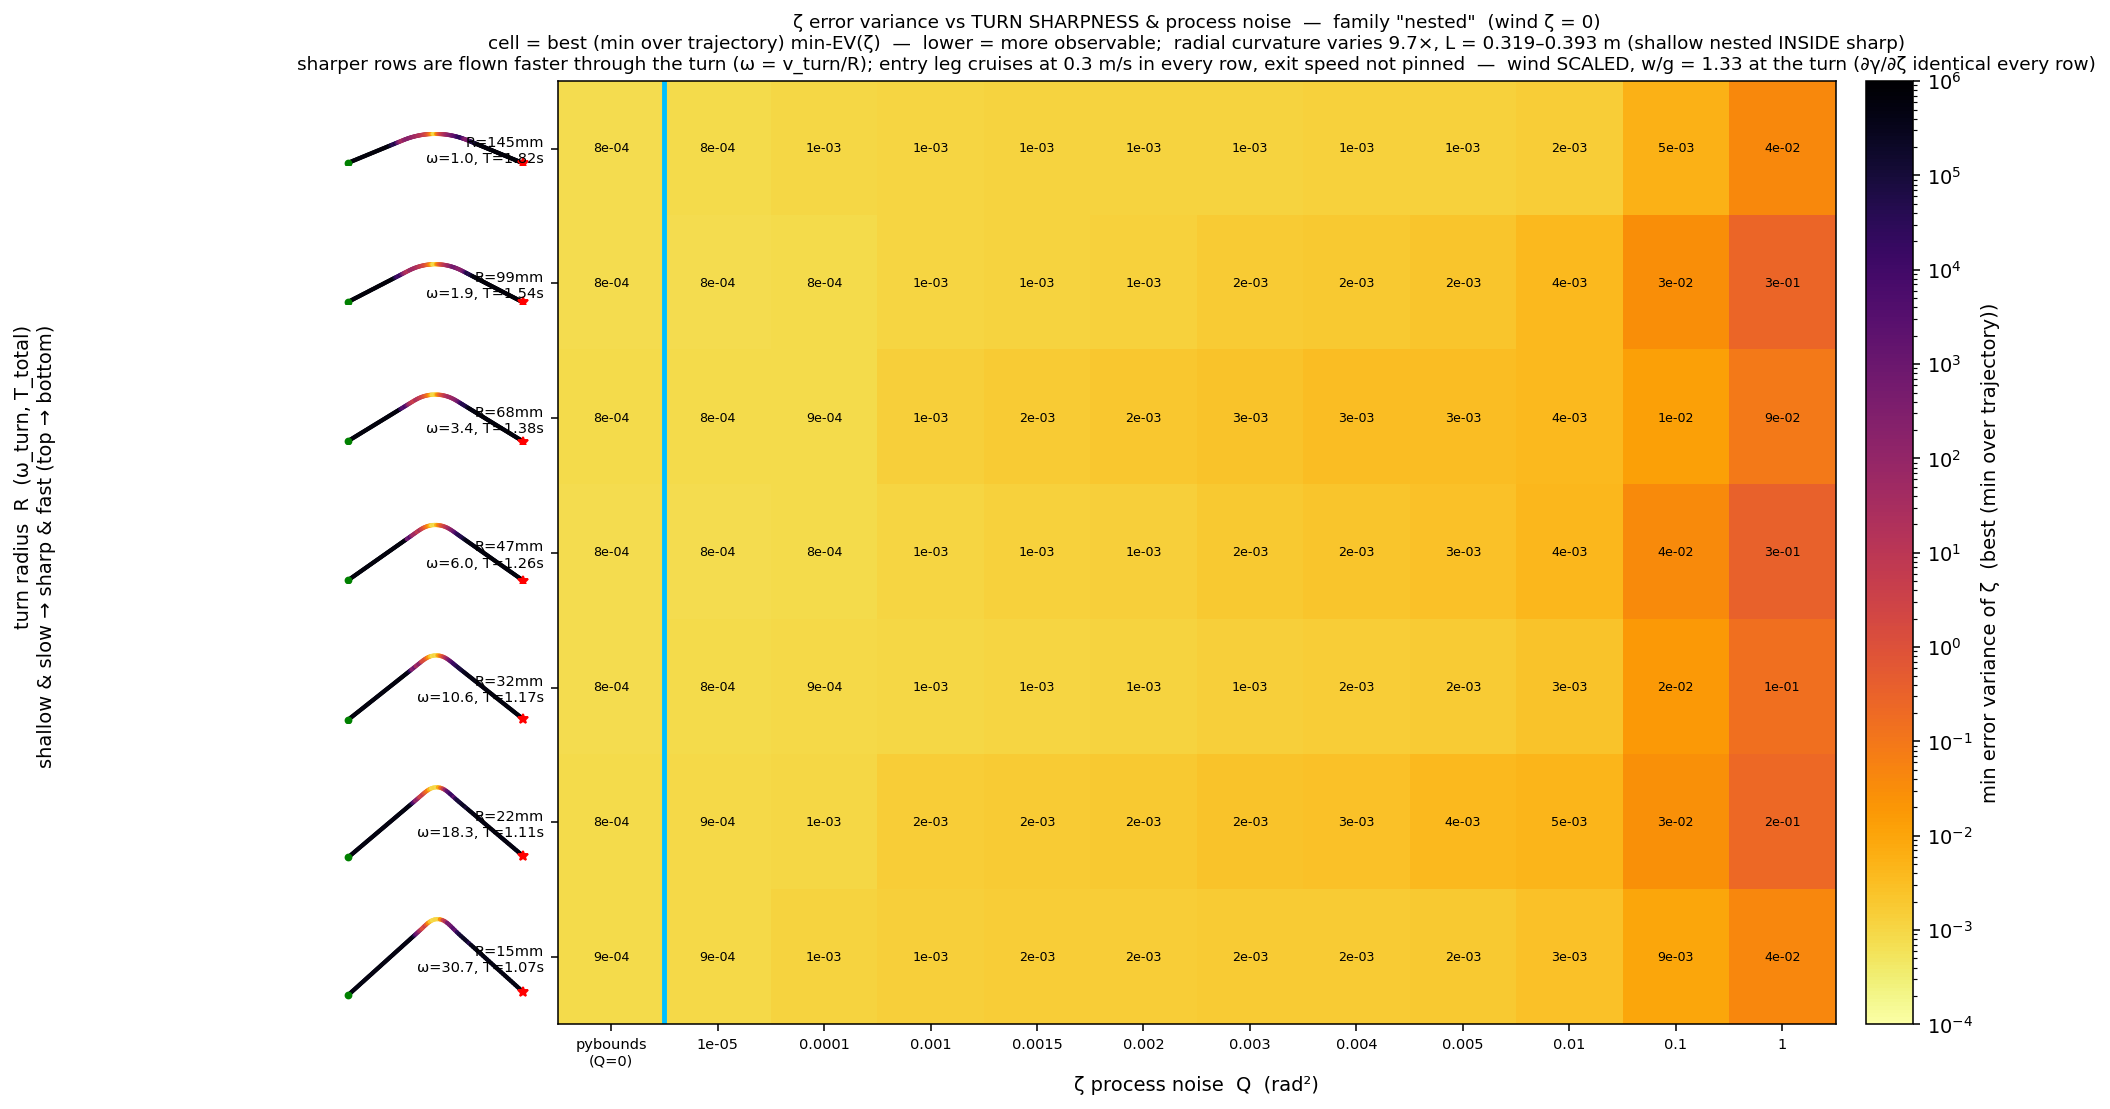 ζ error variance vs TURN SHARPNESS & process noise — family "nested" (wind ζ = 0)
cell = best (min over trajectory) min-EV(ζ) — lower = more observable; radial curvature varies 9.7×, L = 0.319–0.393 m (shallow nested INSIDE sharp)
sharper rows are flown faster through the turn (ω = v_turn/R); entry leg cruises at 0.3 m/s in every row, exit speed not pinned — wind SCALED, w/g = 1.33 at the turn (∂γ/∂ζ identical every row)
turn radius R (ω_turn, T_total)
shallow & slow → sharp & fast (top → bottom)
R=145mm
ω=1.0, T=1.82s
8e-04 8e-04 1e-03 1e-03 1e-03 1e-03 1e-03 1e-03 1e-03 2e-03 5e-03 4e-02
R=99mm
ω=1.9, T=1.54s
8e-04 8e-04 8e-04 1e-03 1e-03 1e-03 2e-03 2e-03 2e-03 4e-03 3e-02 3e-01
R=68mm
ω=3.4, T=1.38s
8e-04 8e-04 9e-04 1e-03 2e-03 2e-03 3e-03 3e-03 3e-03 4e-03 1e-02 9e-02
R=47mm
ω=6.0, T=1.26s
8e-04 8e-04 8e-04 1e-03 1e-03 1e-03 2e-03 2e-03 3e-03 4e-03 4e-02 3e-01
R=32mm
ω=10.6, T=1.17s
8e-04 8e-04 9e-04 1e-03 1e-03 1e-03 1e-03 2e-03 2e-03 3e-03 2e-02 1e-01
R=22mm
ω=18.3, T=1.11s
8e-04 9e-04 1e-03 2e-03 2e-03 2e-03 2e-03 3e-03 4e-03 5e-03 3e-02 2e-01
R=15mm
ω=30.7, T=1.07s
9e-04 9e-04 1e-03 1e-03 2e-03 2e-03 2e-03 2e-03 2e-03 3e-03 9e-03 4e-02
pybounds 1e-05 0.0001 0.001 0.0015 0.002 0.003 0.004 0.005 0.01 0.1 1
(Q=0)
ζ process noise Q (rad²)
10⁶
10⁵
10⁴
10³
10²
10¹
10⁰
10⁻¹
10⁻²
10⁻³
10⁻⁴
min error variance of ζ (best (min over trajectory))